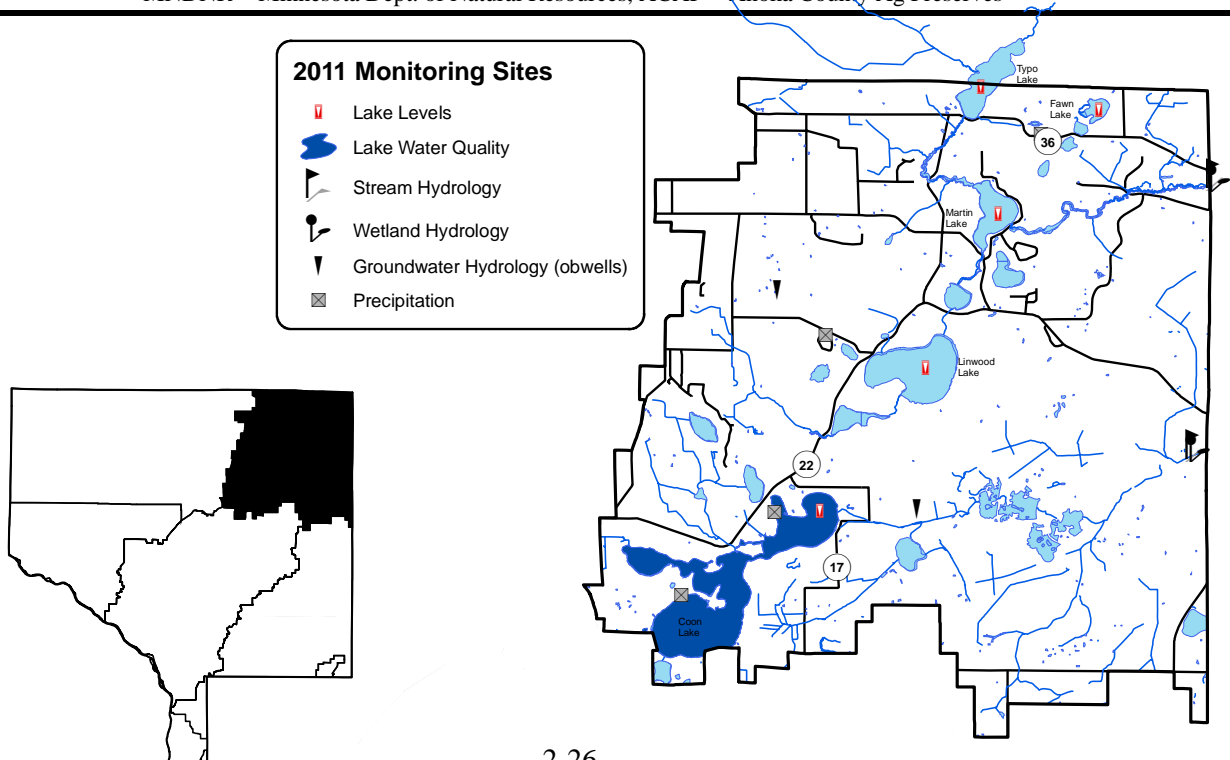 2011 Monitoring Sites
Lake Levels
Lake Water Quality
Stream Hydrology
Wetland Hydrology
Groundwater Hydrology (obwells)
Precipitation
Typo
Lake
Fawn
Lake
36
Martin
Lake
Linwood
Lake
22
17
Coon
Lake